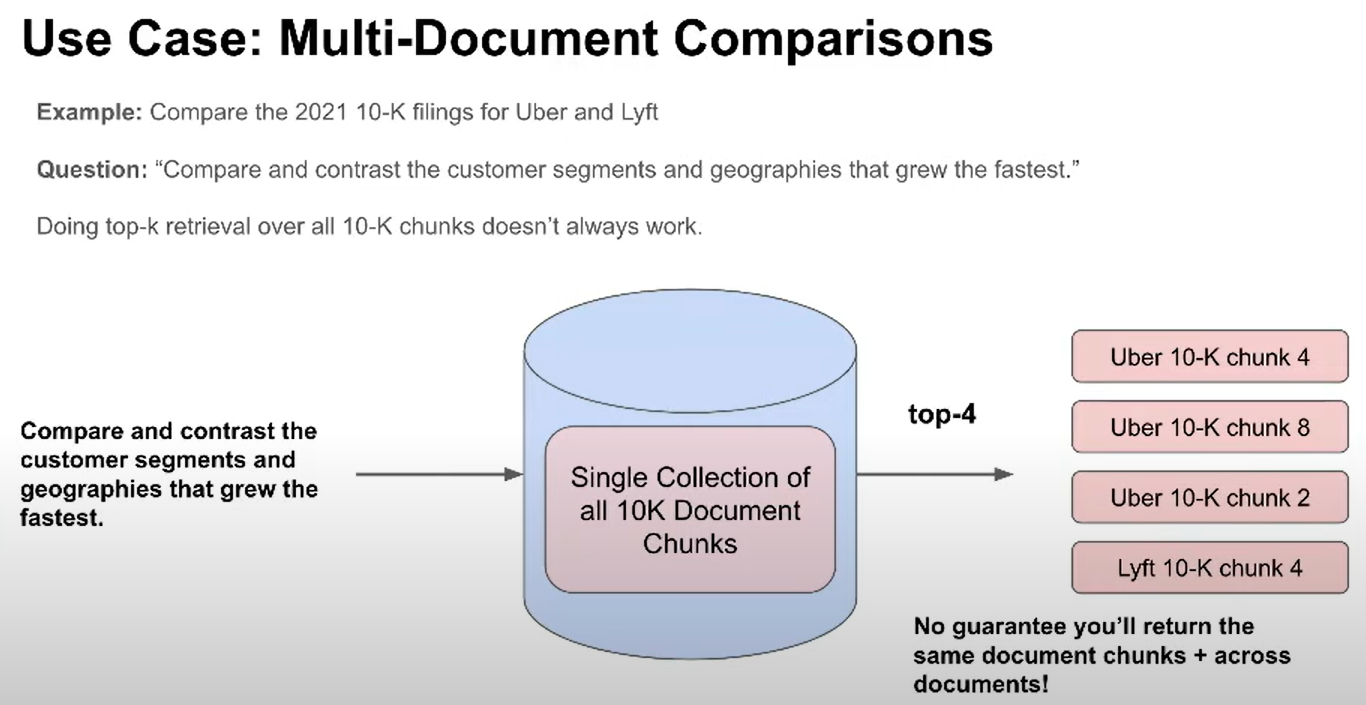 Use Case: Multi-Document Comparisons
Example: Compare the 2021 10-K filings for Uber and Lyft
Question: “Compare and contrast the customer segments and geographies that grew the fastest.”
Doing top-k retrieval over all 10-K chunks doesn’t always work.
Compare and contrast the
customer segments and
geographies that grew the
fastest.
Single Collection of
all 10K Document
Chunks
top-4
Uber 10-K chunk 4
Uber 10-K chunk 8
Uber 10-K chunk 2
Lyft 10-K chunk 4
No guarantee you’ll return the
same document chunks + across
documents!